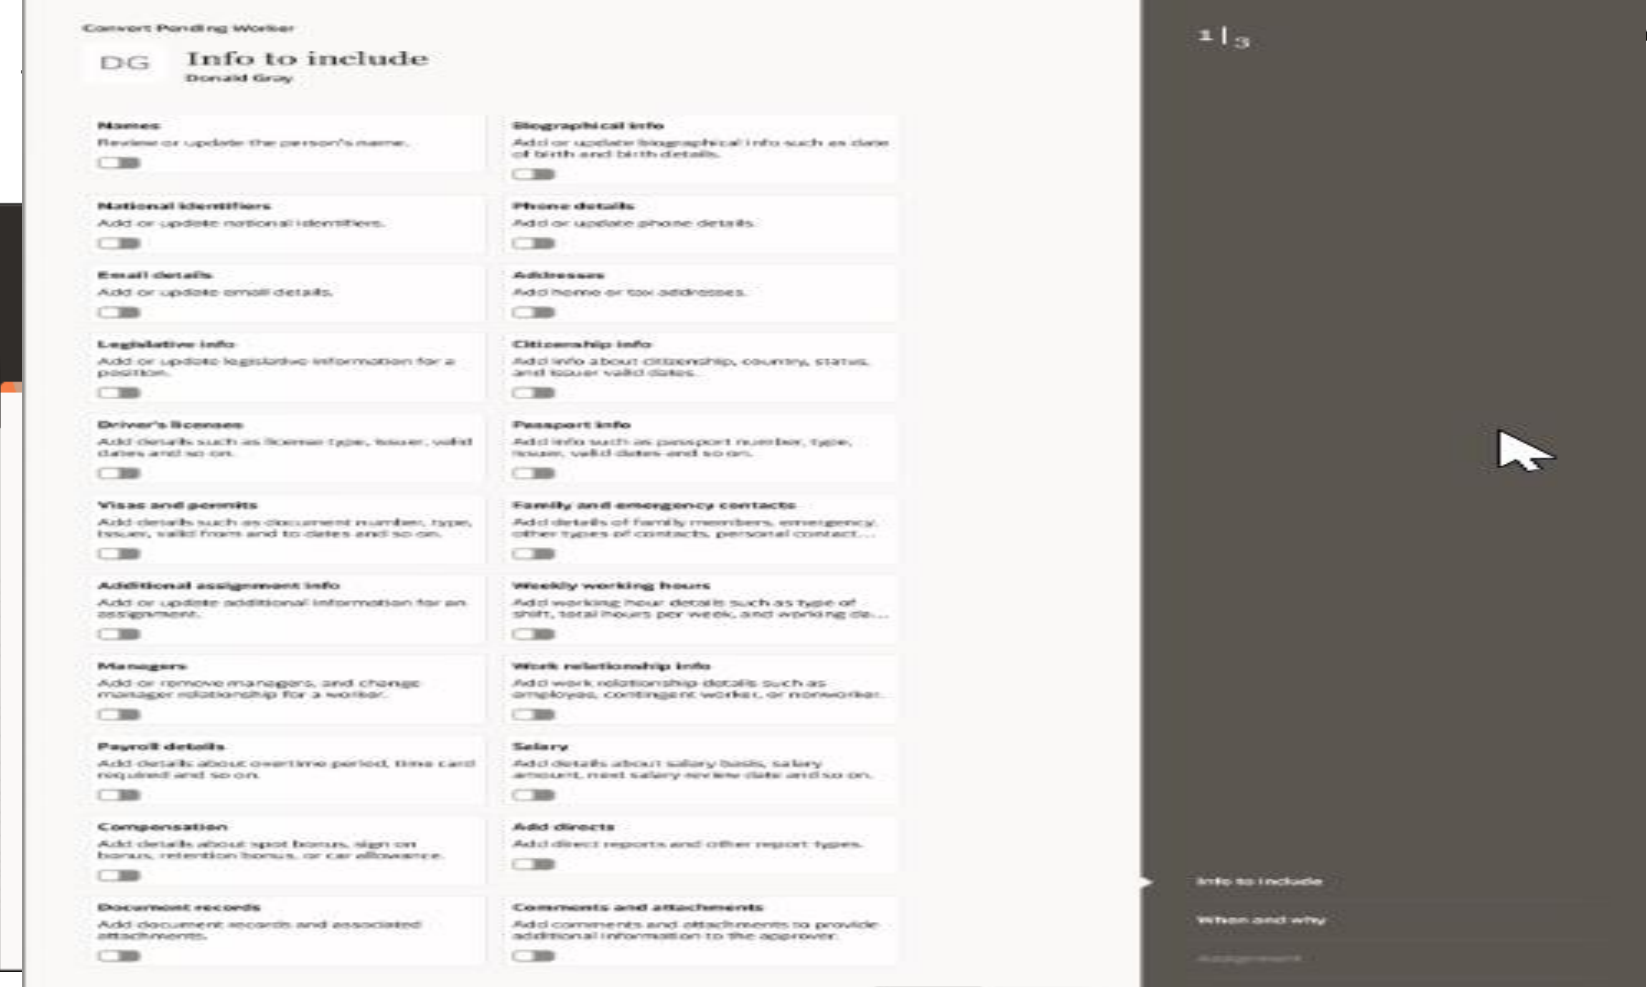 Convert Pending Worker
DG
Info to include
Donald Gray
1 | 3
Names
Review or update the person's name.
Biographical info
Add or update biographical info such as date
of birth and birth details.
National identifiers
Add or update national identifiers.
Phone details
Add or update phone details.
Email details
Add or update email details.
Addresses
Add home or tax addresses.
Legislative info
Add or update legislative information for a
position.
Citizenship info
Add info about citizenship, country, status,
and issuer valid dates.
Driver's licenses
Add details such as license type, issuer, valid
dates and so on.
Passport info
Add info such as passport number, type,
issuer, valid dates and so on.
Visas and permits
Add details such as document number, type,
issuer, valid from and to dates and so on.
Family and emergency contacts
Add details of family members, emergency,
other types of contacts, personal contact...
Additional assignment info
Add or update additional information for an
assignment.
Weekly working hours
Add working hour details such as type of
shift, total hours per week, and working da...
Managers
Add or remove managers, and change
manager relationship for a worker.
Work relationship info
Add work relationship details such as
employee, contingent worker, or nonworker.
Payroll details
Add details about overtime period, time card
required and so on.
Salary
Add details about salary basis, salary
amount, next salary review date and so on.
Compensation
Add details about spot bonus, sign on
bonus, retention bonus, or car allowance.
Add directs
Add direct reports and other report types.
Document records
Add document records and associated
attachments.
Comments and attachments
Add comments and attachments to provide
additional information to the approver.
Info to include
When and why
Assignment